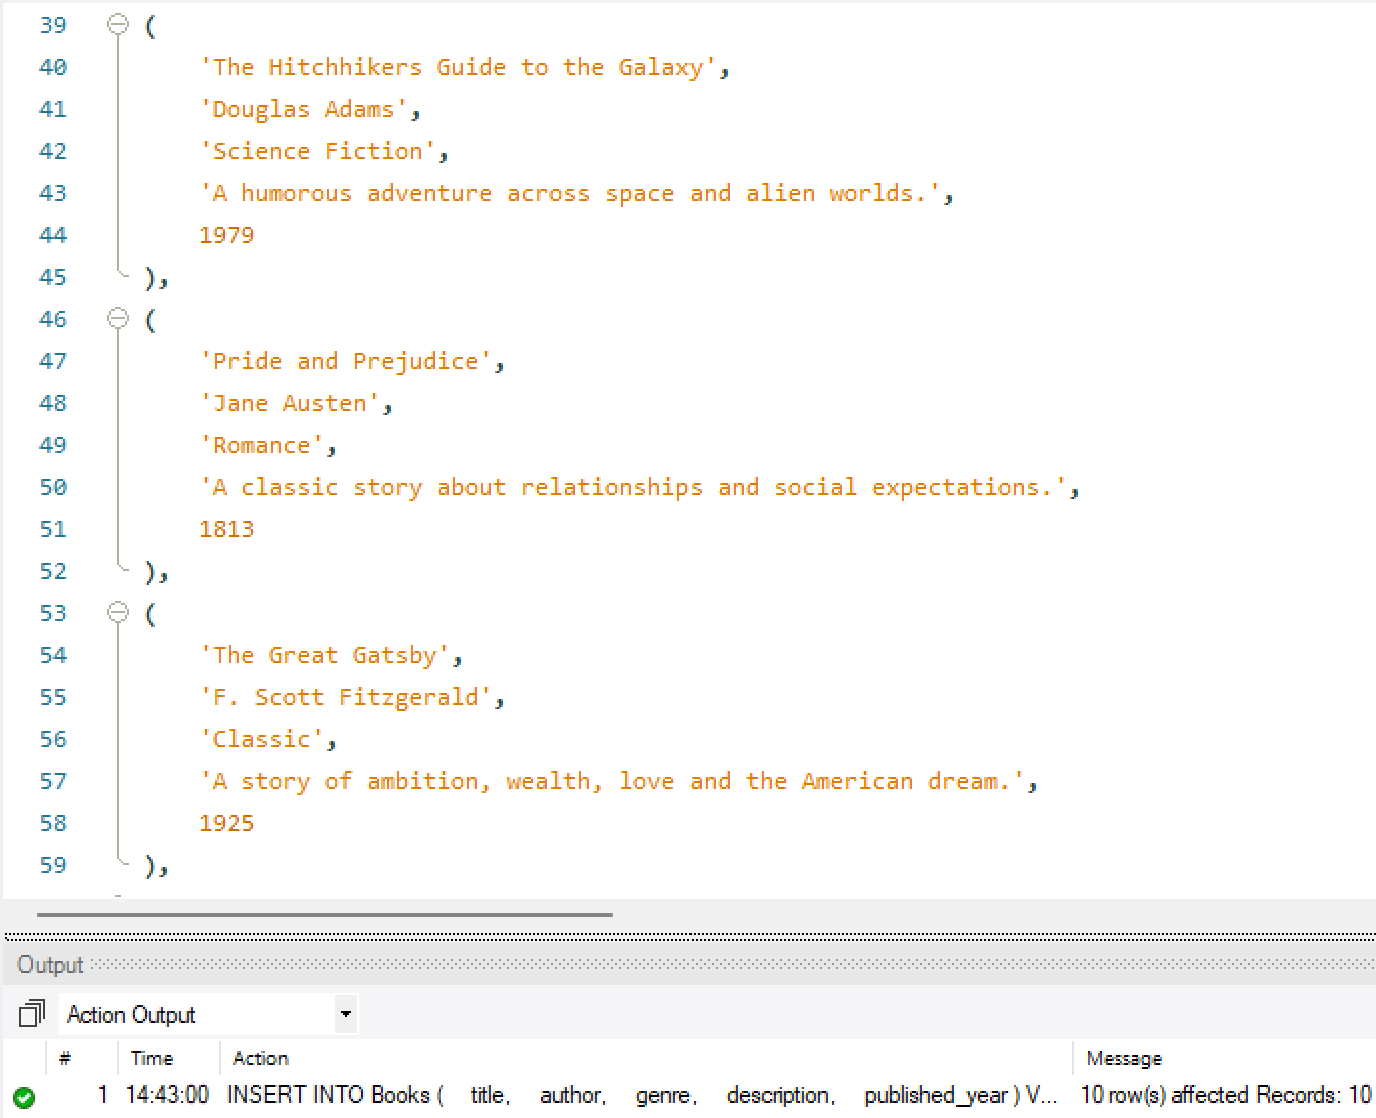 39 (
40 'The Hitchhikers Guide to the Galaxy',
41 'Douglas Adams',
42 'Science Fiction',
43 'A humorous adventure across space and alien worlds.',
44 1979
45 ),
46 (
47 'Pride and Prejudice',
48 'Jane Austen',
49 'Romance',
50 'A classic story about relationships and social expectations.',
51 1813
52 ),
53 (
54 'The Great Gatsby',
55 'F. Scott Fitzgerald',
56 'Classic',
57 'A story of ambition, wealth, love and the American dream.',
58 1925
59 ),
Output
Action Output
# Time Action Message
1 14:43:00 INSERT INTO Books ( title, author, genre, description, published_year ) V... 10 row(s) affected Records: 10